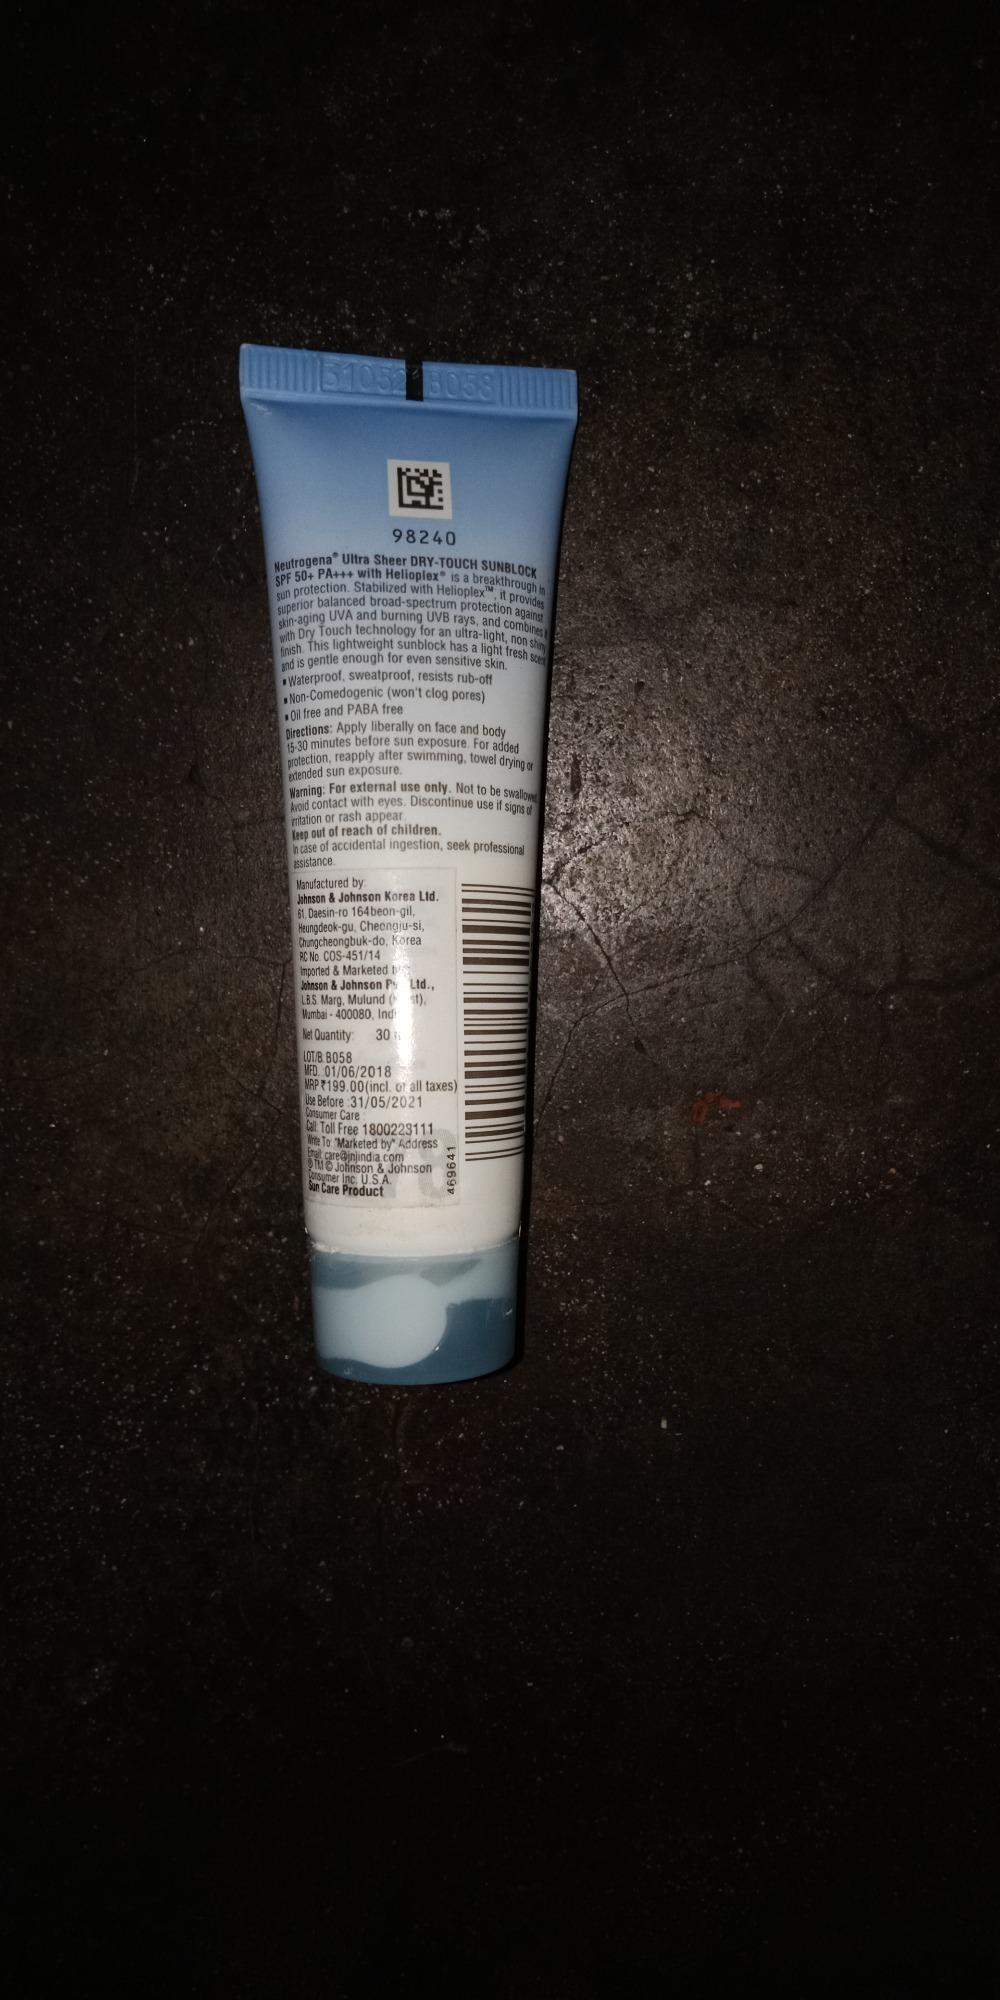 31052 B058
98240
Neutrogena® Ultra Sheer DRY-TOUCH SUNBLOCK
SPF 50+ PA+++ with Helioplex® is a breakthrough in
sun protection. Stabilized with Helioplex™, it provides
superior balanced broad-spectrum protection against
skin-aging UVA and burning UVB rays, and combines it
with Dry Touch technology for an ultra-light, non shiny
finish. This lightweight sunblock has a light fresh scent
and is gentle enough for even sensitive skin.
▪ Waterproof, sweatproof, resists rub-off
▪ Non-Comedogenic (won't clog pores)
▪ Oil free and PABA free
Directions: Apply liberally on face and body
15-30 minutes before sun exposure. For added
protection, reapply after swimming, towel drying or
extended sun exposure.
Warning: For external use only. Not to be swallowed.
Avoid contact with eyes. Discontinue use if signs of
irritation or rash appear.
Keep out of reach of children.
In case of accidental ingestion, seek professional
assistance.
Manufactured by:
Johnson & Johnson Korea Ltd.
61, Daesin-ro 164beon-gil,
Heungdeok-gu, Cheongju-si,
Chungcheongbuk-do, Korea
RC No. COS-451/14
Imported & Marketed by:
Johnson & Johnson Ltd.,
L.B.S. Marg, Mulund
Mumbai - 400080, India
Net Quantity: 30
LOT/B: B058
MFD. :01/06/2018
MRP ₹199.00(incl. of all taxes)
Use Before :31/05/2021
Consumer Care :
Call: Toll Free 1800223111
Write To: "Marketed by" Address
Email: care@jnjindia.com
® TM © Johnson & Johnson
Consumer Inc. U.S.A.
Sun Care Product
469641